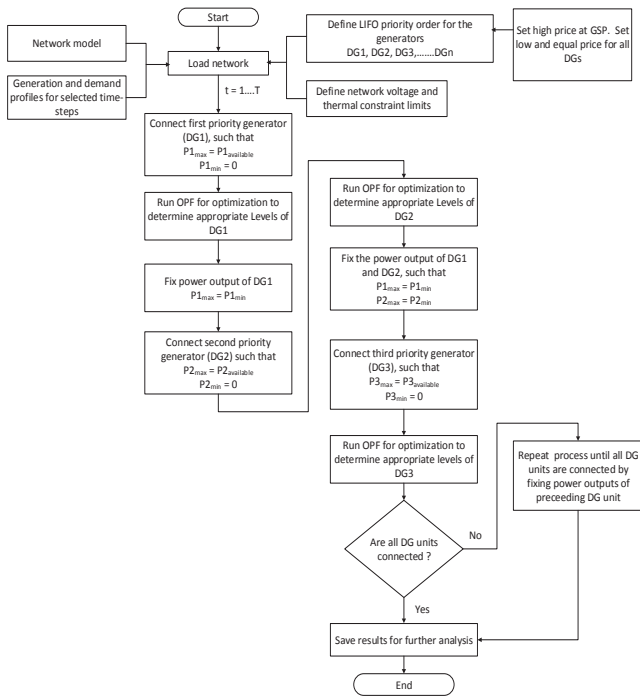 Start
Network model
Load network
Generation and demand
profiles for selected time-
steps
Define LIFO priority order for the
generators
DG1, DG2, DG3,.......DGn
Set high price at GSP. Set
low and equal price for all
DGs
Define network voltage and
thermal constraint limits
t = 1....T
Connect first priority generator
(DG1), such that
P1max = P1available
P1min = 0
Run OPF for optimization to
determine appropriate Levels of
DG1
Fix power output of DG1
P1max = P1min
Connect second priority
generator (DG2) such that
P2max = P2available
P2min = 0
Run OPF for optimization to
determine appropriate Levels of
DG2
Fix the power output of DG1
and DG2, such that
P1max = P1min
P2max = P2min
Connect third priority generator
(DG3), such that
P3max = P3available
P3min = 0
Run OPF for optimization to
determine appropriate levels of
DG3
Are all DG units
connected ?
No
Repeat process until all DG
units are connected by
fixing power outputs of
preceeding DG unit
Yes
Save results for further analysis
End